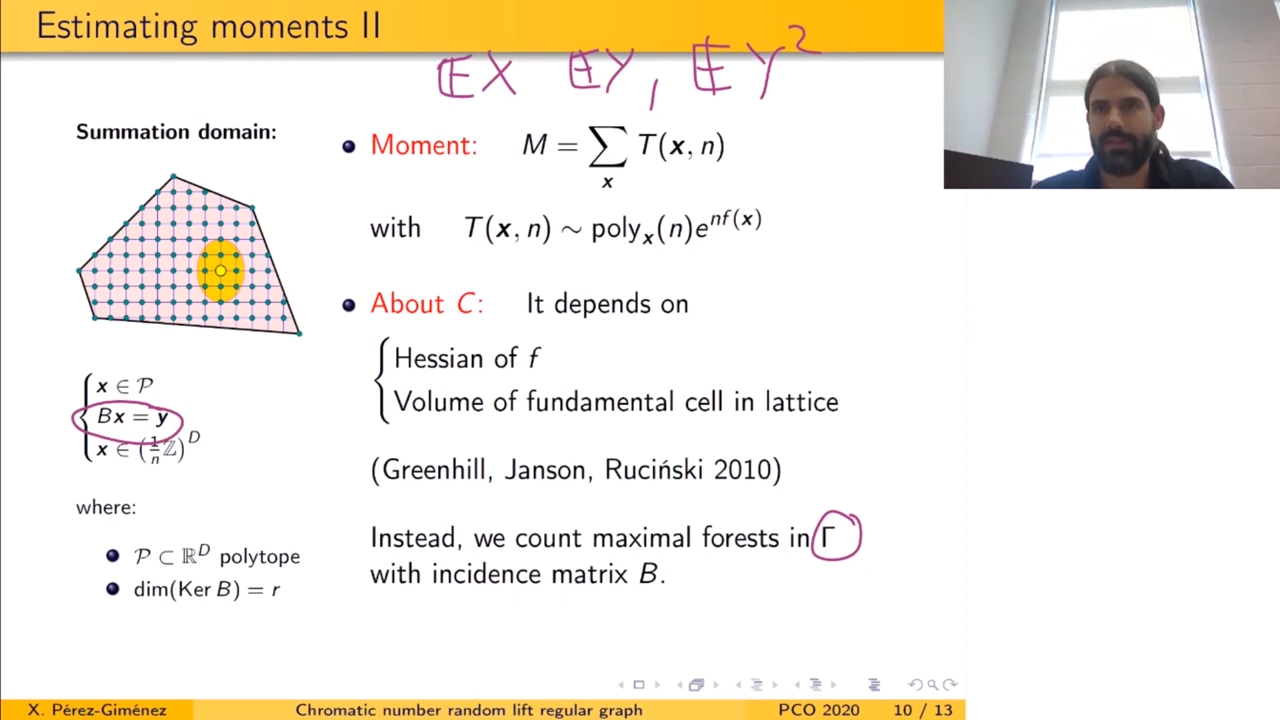 Estimating moments II
𝔼X 𝔼Y, 𝔼Y²
Summation domain:
Moment: M = ∑ₓ T(x, n)
with T(x, n) ∼ polyₓ(n)e^{nf(x)}
About C: It depends on
Hessian of f
Volume of fundamental cell in lattice
(Greenhill, Janson, Ruciński 2010)
Instead, we count maximal forests in Γ
with incidence matrix B.
x ∈ 𝒫
Bx = y
x ∈ (1/n ℤ)^D
where:
𝒫 ⊂ ℝ^D polytope
dim(Ker B) = r
X. Pérez-Giménez
Chromatic number random lift regular graph
PCO 2020
10 / 13